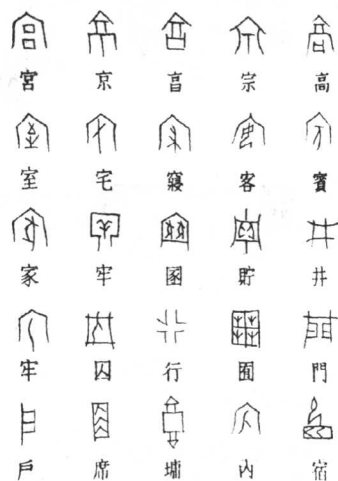 宮 京 亯 宗 高
室 宅 寢 客 賓
家 牢 圂 貯 井
牢 囚 行 囿 門
戶 席 墉 內 宿